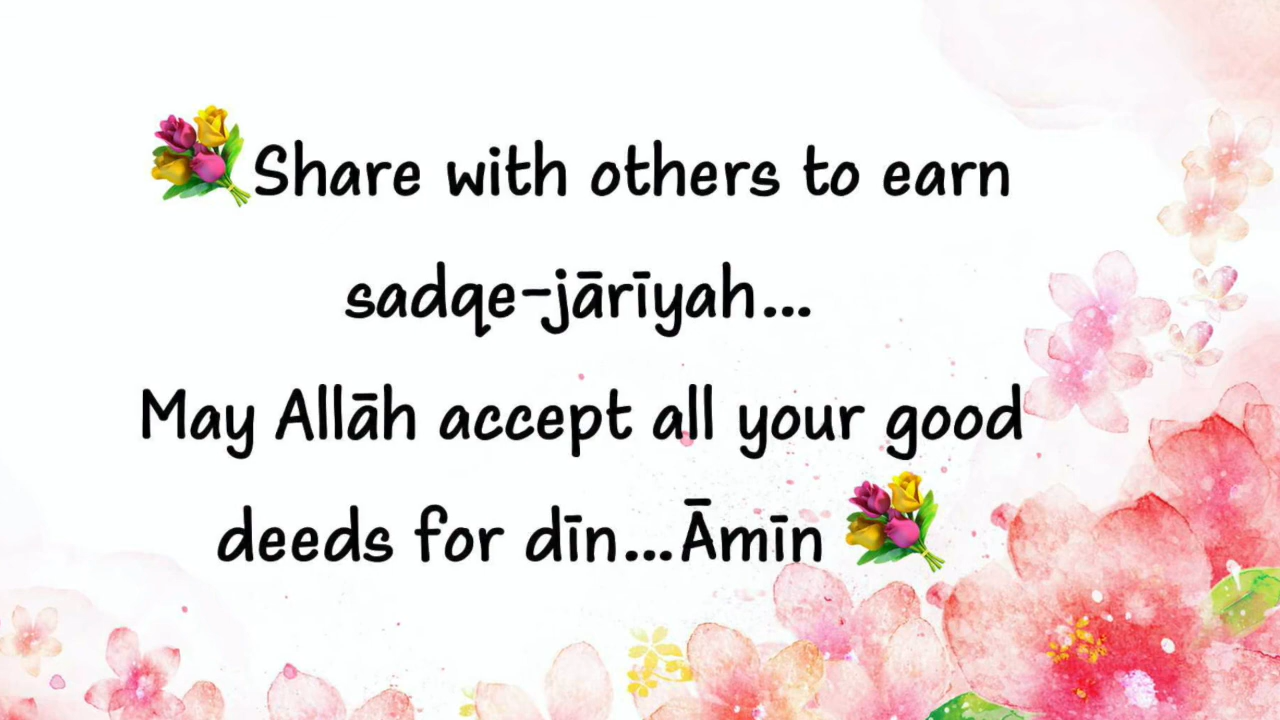 💐Share with others to earn
sadqe-jārīyah...
May Allāh accept all your good
deeds for dīn...Āmīn 💐